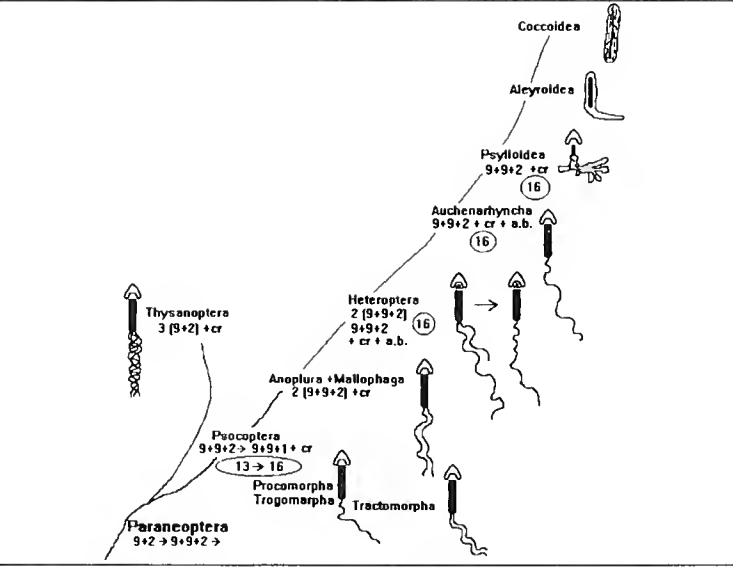 Coccoidea
Aleyroidea
Psylloidea
9+9+2 +cr
16
Auchenarhyncha
9+9+2 + cr + a.b.
16
Heteroptera
2 (9+9+2)
9+9+2
+ cr + a.b.
16
Thysanoptera
3 (9+2) +cr
Anoplura +Mallophaga
2 (9+9+2) +cr
Psocoptera
9+9+2→ 9+9+1+ cr
13 → 16
Procomorpha
Trogomarpha
Tractomorpha
Paraneoptera
9+2 → 9+9+2 →